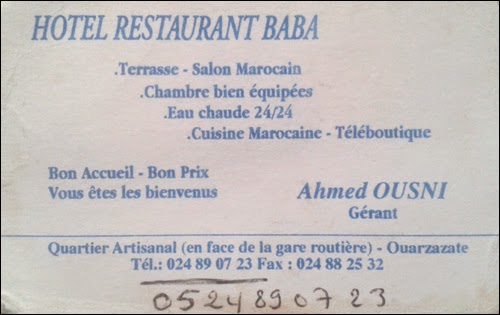 HOTEL RESTAURANT BABA
.Terrasse - Salon Marocain
.Chambre bien équipées
.Eau chaude 24/24
.Cuisine Marocaine - Téléboutique
Bon Accueil - Bon Prix
Vous êtes les bienvenus
Ahmed OUSNI
Gérant
Quartier Artisanal (en face de la gare routière) - Ouarzazate
Tél.: 024 89 07 23 Fax : 024 88 25 32
0524890723